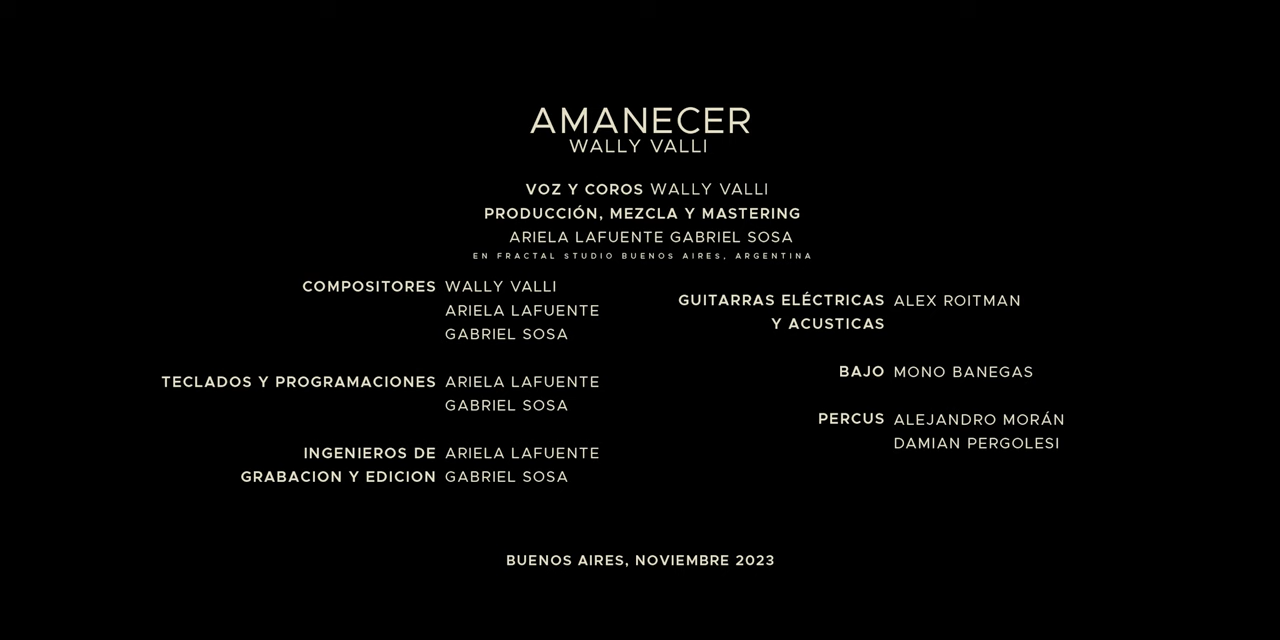 AMANECER
WALLY VALLI
VOZ Y COROS WALLY VALLI
PRODUCCIÓN, MEZCLA Y MASTERING
ARIELA LAFUENTE GABRIEL SOSA
EN FRACTAL STUDIO BUENOS AIRES, ARGENTINA
COMPOSITORES WALLY VALLI
ARIELA LAFUENTE
GABRIEL SOSA
TECLADOS Y PROGRAMACIONES ARIELA LAFUENTE
GABRIEL SOSA
INGENIEROS DE ARIELA LAFUENTE
GRABACION Y EDICION GABRIEL SOSA
GUITARRAS ELÉCTRICAS ALEX ROITMAN
Y ACUSTICAS
BAJO MONO BANEGAS
PERCUS ALEJANDRO MORÁN
DAMIAN PERGOLESI
BUENOS AIRES, NOVIEMBRE 2023